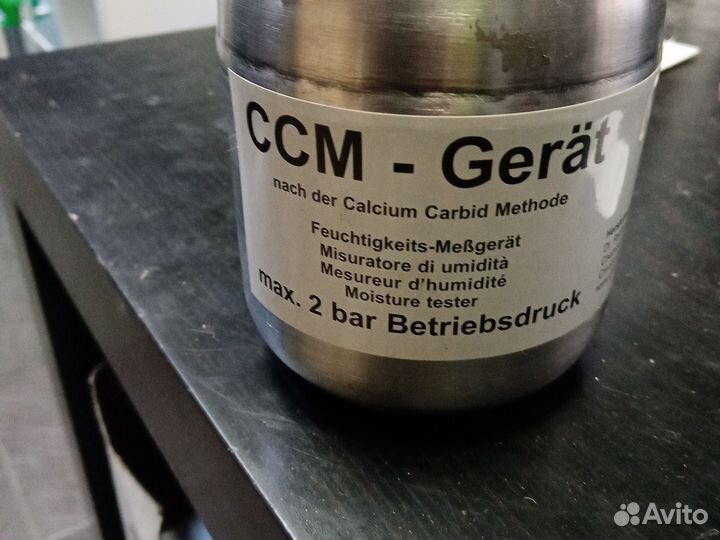 CCM - Gerät
nach der Calcium Carbid Methode
Feuchtigkeits-Meßgerät
Misuratore di umidità
Mesureur d'humidité
Moisture tester
max. 2 bar Betriebsdruck
Avito